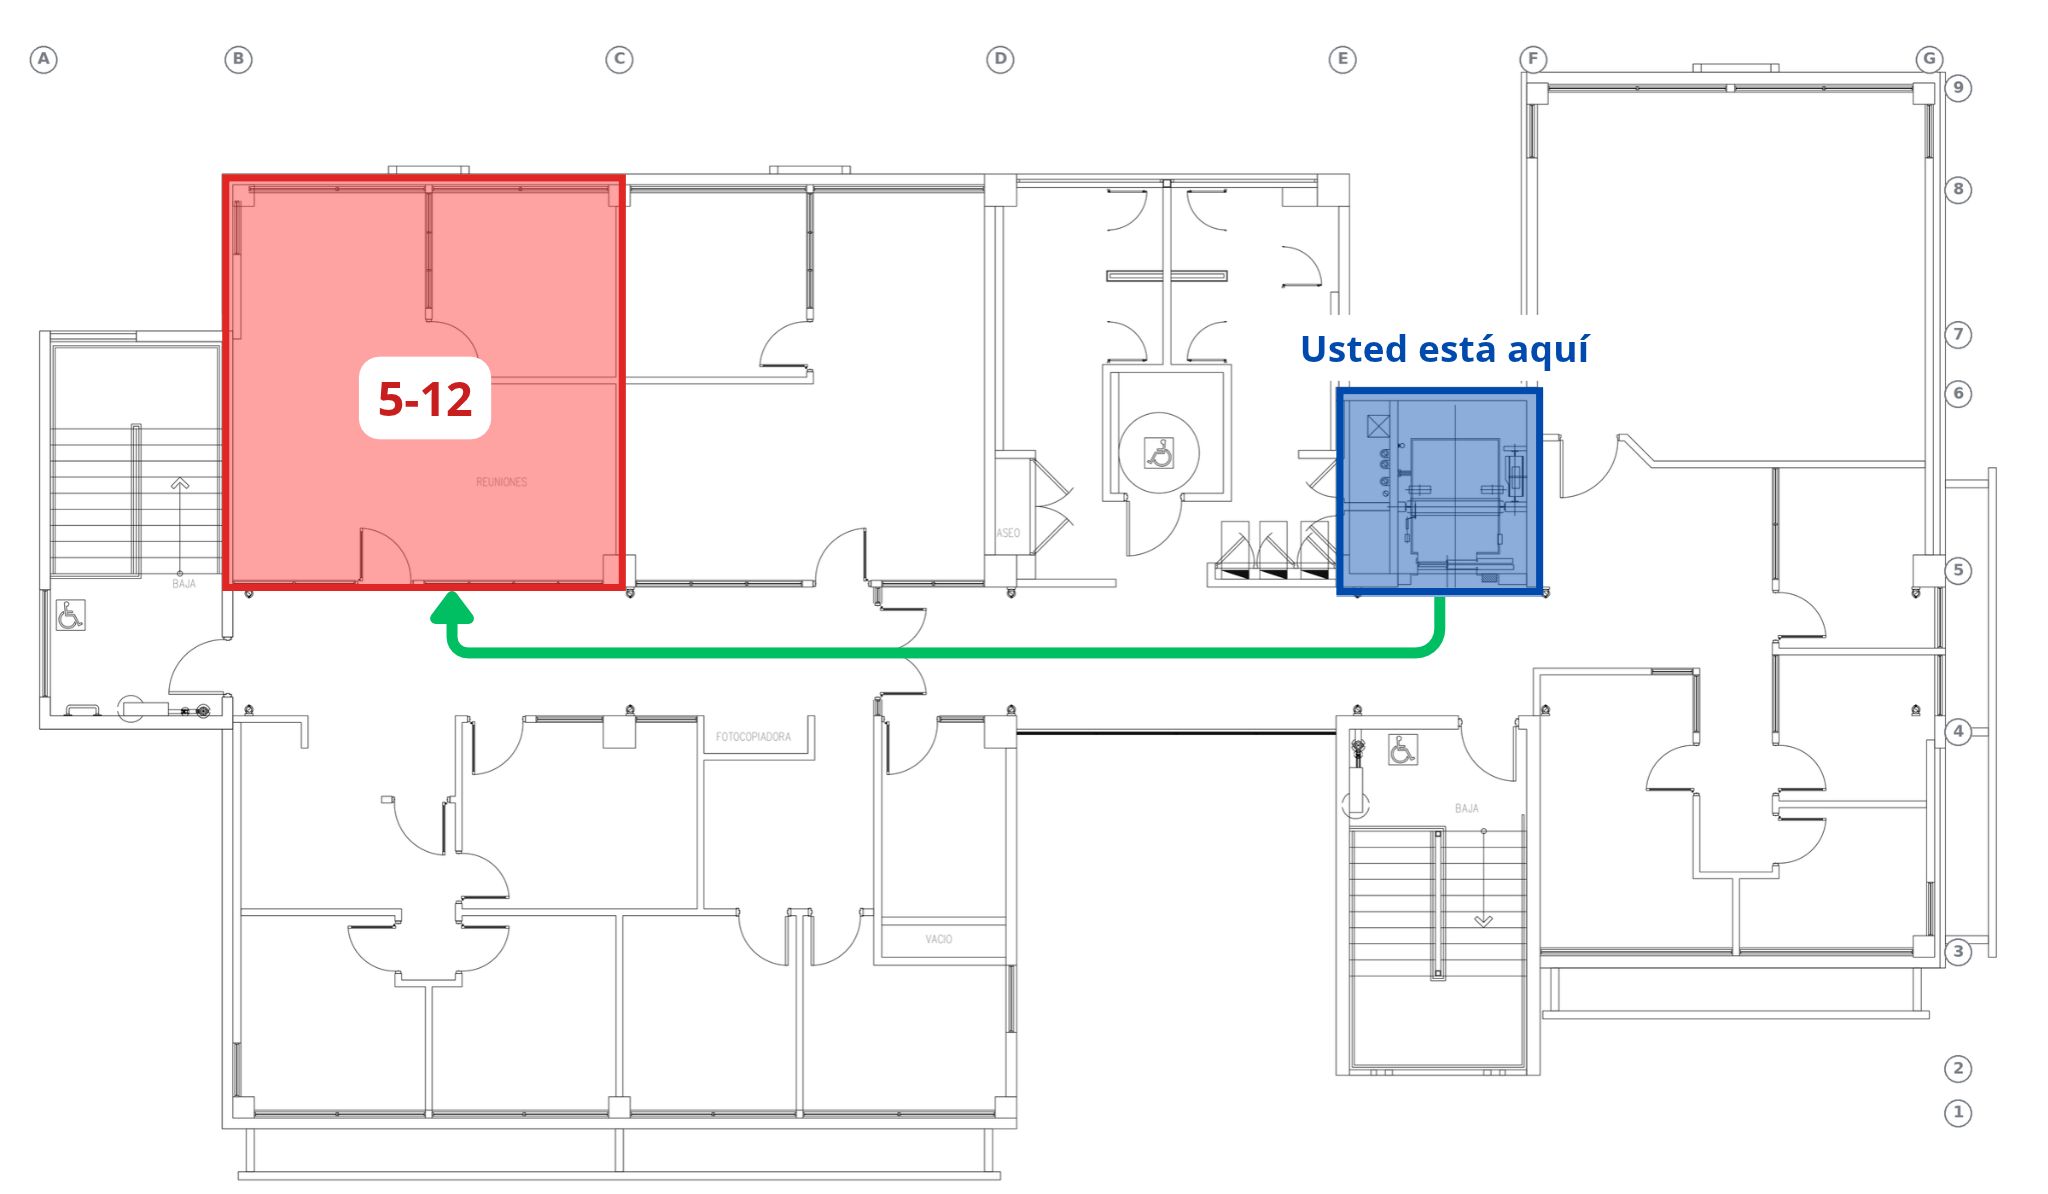 A B C D E F G
9
8
7
Usted está aquí
6
5-12
REUNIONES
ASEO
5
BAJA
4
FOTOCOPIADORA
BAJA
VACIO
3
2
1